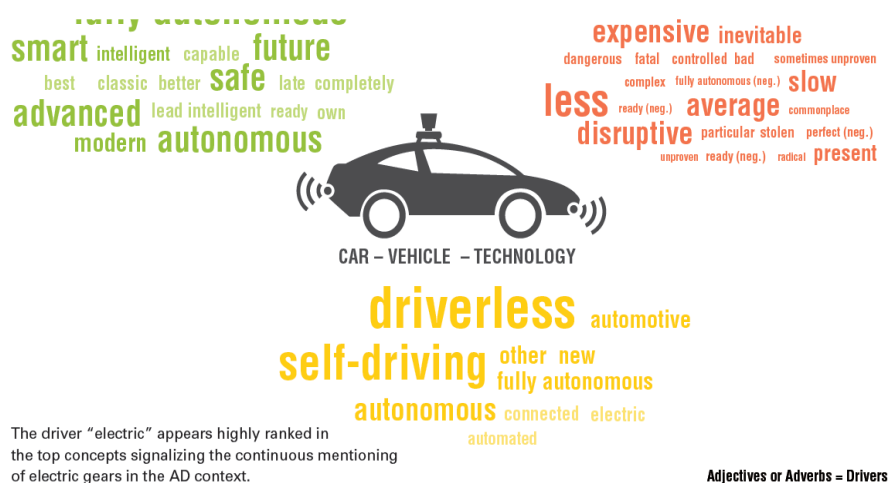 fully autonomous
smart intelligent capable future
best classic better safe late completely
advanced lead intelligent ready own
modern autonomous
expensive inevitable
dangerous fatal controlled bad sometimes unproven
complex fully autonomous (neg.) slow
less ready (neg.) average commonplace
disruptive particular stolen perfect (neg.)
unproven ready (neg.) radical present
CAR – VEHICLE – TECHNOLOGY
driverless automotive
self-driving other new
fully autonomous
autonomous connected electric
automated
The driver “electric” appears highly ranked in
the top concepts signalizing the continuous mentioning
of electric gears in the AD context.
Adjectives or Adverbs = Drivers